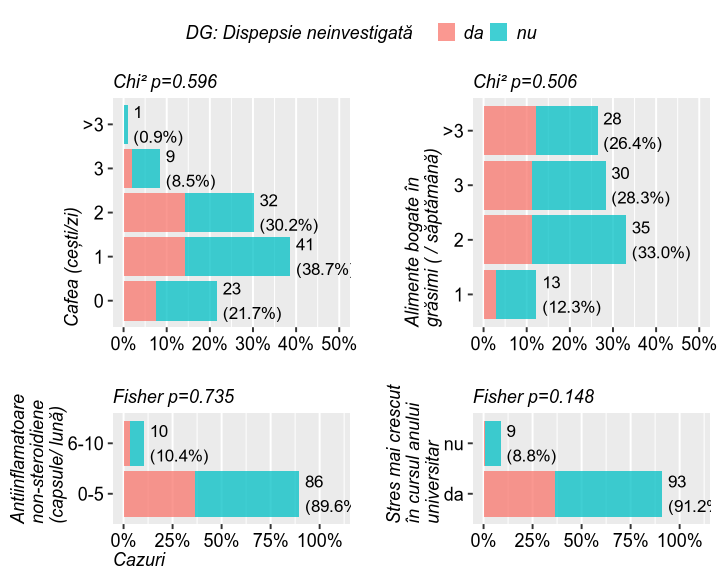 DG: Dispepsie neinvestigată da nu
Chi² p=0.596
Cafea (cești/zi)
>3
3
2
1
0
1
(0.9%)
9
(8.5%)
32
(30.2%)
41
(38.7%)
23
(21.7%)
0% 10% 20% 30% 40% 50%
Chi² p=0.506
Alimente bogate în
grăsimi ( / săptămână)
>3
3
2
1
28
(26.4%)
30
(28.3%)
35
(33.0%)
13
(12.3%)
0% 10% 20% 30% 40% 50%
Fisher p=0.735
Antiinflamatoare
non-steroidiene
(capsule/ lună)
6-10
0-5
10
(10.4%)
86
(89.6%
0% 25% 50% 75% 100%
Cazuri
Fisher p=0.148
Stres mai crescut
în cursul anului
universitar
nu
da
9
(8.8%)
93
(91.2%
0% 25% 50% 75% 100%